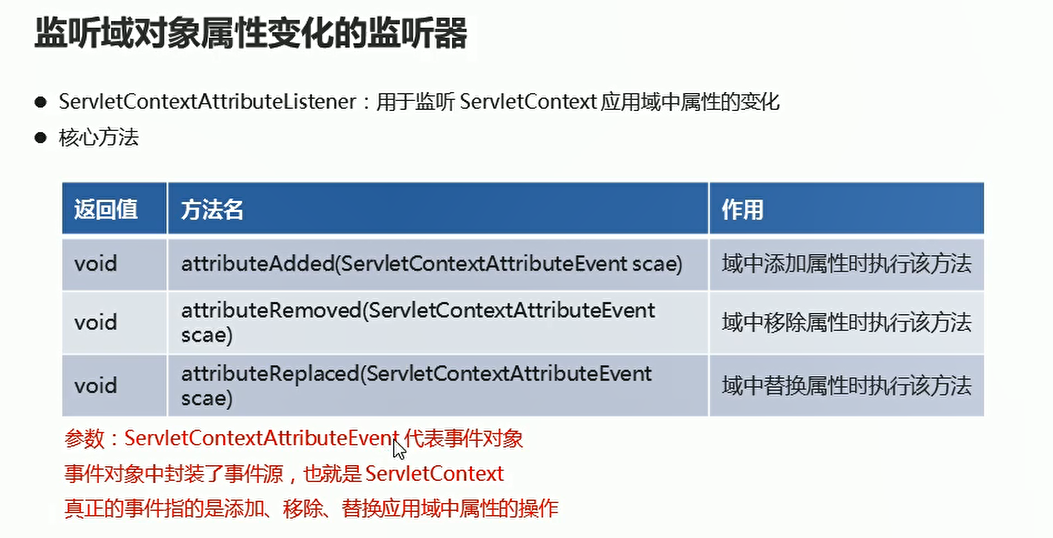 监听域对象属性变化的监听器
● ServletContextAttributeListener：用于监听 ServletContext 应用域中属性的变化
● 核心方法
返回值 方法名 作用
void attributeAdded(ServletContextAttributeEvent scae) 域中添加属性时执行该方法
void attributeRemoved(ServletContextAttributeEvent
scae) 域中移除属性时执行该方法
void attributeReplaced(ServletContextAttributeEvent
scae) 域中替换属性时执行该方法
参数：ServletContextAttributeEvent 代表事件对象
事件对象中封装了事件源，也就是 ServletContext
真正的事件指的是添加、移除、替换应用域中属性的操作